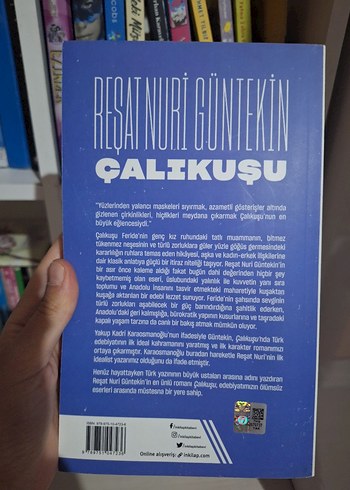 REŞAT NURİ GÜNTEKİN
ÇALIKUŞU
"Yüzlerinden yalancı maskeleri sıyırmak, azametli gösterişler altında
gizlenen çirkinlikleri, hiçlikleri meydana çıkarmak Çalıkuşu'nun en
büyük eğlencesiydi."
Çalıkuşu Feride'nin genç kız ruhundaki tatlı muammanın, bitmez
tükenmez neşesinin ve türlü zorluklara güler yüzle göğüs germesindeki
kararlılığın ruhlara temas eden hikâyesi, aşka ve kadın-erkek ilişkilerine
dair klasik anlatıya güçlü bir itiraz niteliği taşıyor. Reşat Nuri Güntekin'in
bir asır önce kaleme aldığı fakat bugün dahi değerinden hiçbir şey
kaybetmemiş olan eseri, üslubundaki yalınlık ile kuvvetin yanı sıra
toplumu ve Anadolu insanını tasvir etmekteki maharetiyle kuşaktan
kuşağa aktarılan bir edebi lezzet sunuyor. Feride'nin şahsında sevginin
türlü zorlukları aşabilecek bir güç barındırdığına şahitlik ederken,
Anadolu'daki geri kalmışlığa, bürokratik yapının kusurlarına ve taşradaki
kapalı yaşam tarzına da canlı bir bakış atmak mümkün oluyor.
Yakup Kadri Karaosmanoğlu'nun ifadesiyle Güntekin, Çalıkuşu'hda Türk
edebiyatının ilk ideal kahramanını yaratmış ve ilk karakter romanımızı
ortaya çıkarmıştır. Karaosmanoğlu buradan hareketle Reşat Nuri'nin ilk
idealist yazarımız olduğunu da ifade etmiştir.
Henüz hayattayken Türk yazınının büyük ustaları arasına adını yazdıran
Reşat Nuri Güntekin'in en ünlü romanı Çalıkuşu, edebiyatımızın ölümsüz
eserleri arasında müstesna bir yere sahip.
Online alışveriş: inkilap.com